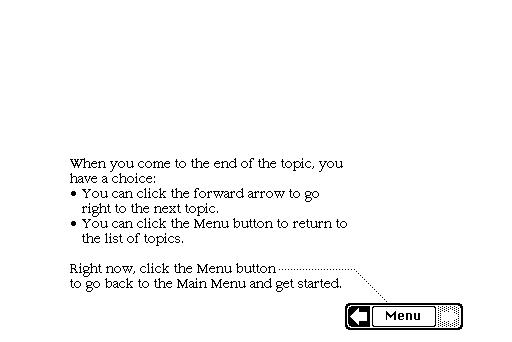 When you come to the end of the topic, you
have a choice:
• You can click the forward arrow to go
right to the next topic.
• You can click the Menu button to return to
the list of topics.
Right now, click the Menu button
to go back to the Main Menu and get started.
Menu